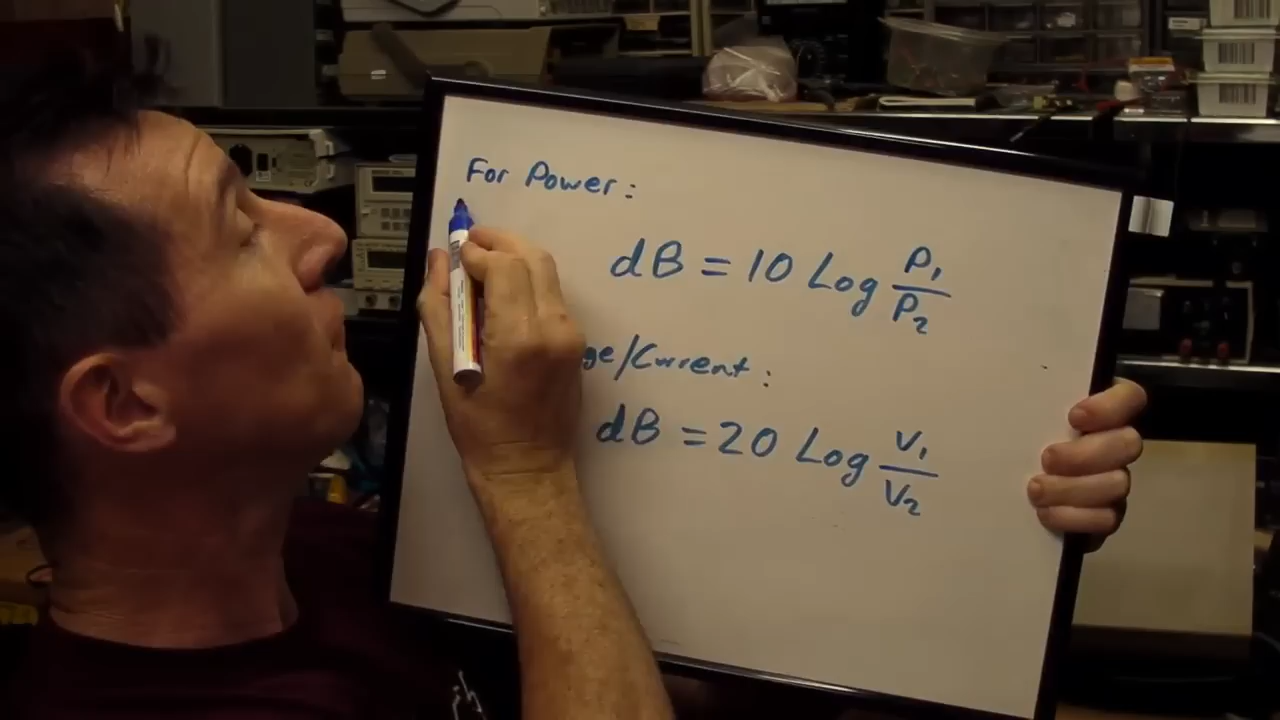 For Power:
dB = 10 Log P1/P2
ge/Current:
dB = 20 Log V1/V2